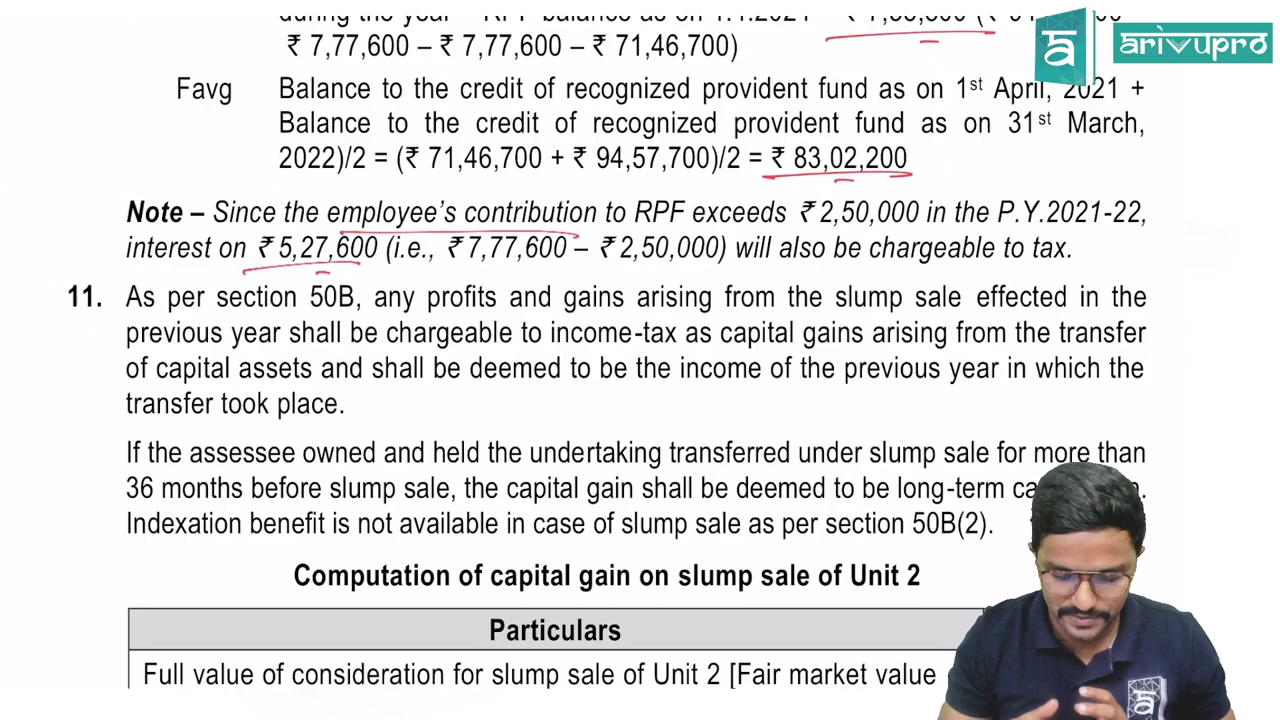 during the year – RPF balance as on 1.4.2021
₹ 7,77,600 – ₹ 7,77,600 – ₹ 71,46,700)
arivupro
Favg Balance to the credit of recognized provident fund as on 1st April, 2021 +
Balance to the credit of recognized provident fund as on 31st March,
2022)/2 = (₹ 71,46,700 + ₹ 94,57,700)/2 = ₹ 83,02,200
Note – Since the employee's contribution to RPF exceeds ₹ 2,50,000 in the P.Y.2021-22,
interest on ₹ 5,27,600 (i.e., ₹ 7,77,600 – ₹ 2,50,000) will also be chargeable to tax.
11. As per section 50B, any profits and gains arising from the slump sale effected in the
previous year shall be chargeable to income-tax as capital gains arising from the transfer
of capital assets and shall be deemed to be the income of the previous year in which the
transfer took place.
If the assessee owned and held the undertaking transferred under slump sale for more than
36 months before slump sale, the capital gain shall be deemed to be long-term
Indexation benefit is not available in case of slump sale as per section 50B(2).
Computation of capital gain on slump sale of Unit 2
Particulars
Full value of consideration for slump sale of Unit 2 [Fair market value